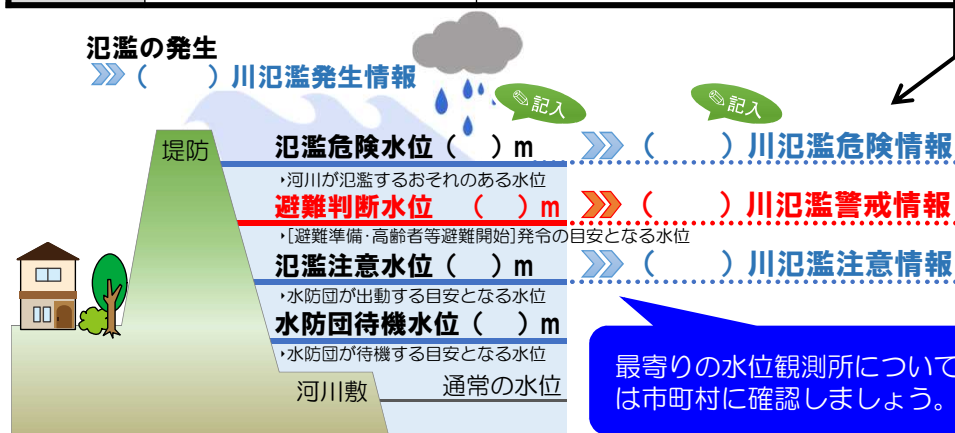 氾濫の発生
（　　）川氾濫発生情報
記入
記入
堤防
氾濫危険水位（　）m
（　　）川氾濫危険情報
・河川が氾濫するおそれのある水位
避難判断水位　（　）m
（　　）川氾濫警戒情報
・[避難準備・高齢者等避難開始]発令の目安となる水位
氾濫注意水位（　）m
（　　）川氾濫注意情報
・水防団が出動する目安となる水位
水防団待機水位（　）m
・水防団が待機する目安となる水位
河川敷
通常の水位
最寄りの水位観測所について
は市町村に確認しましょう。